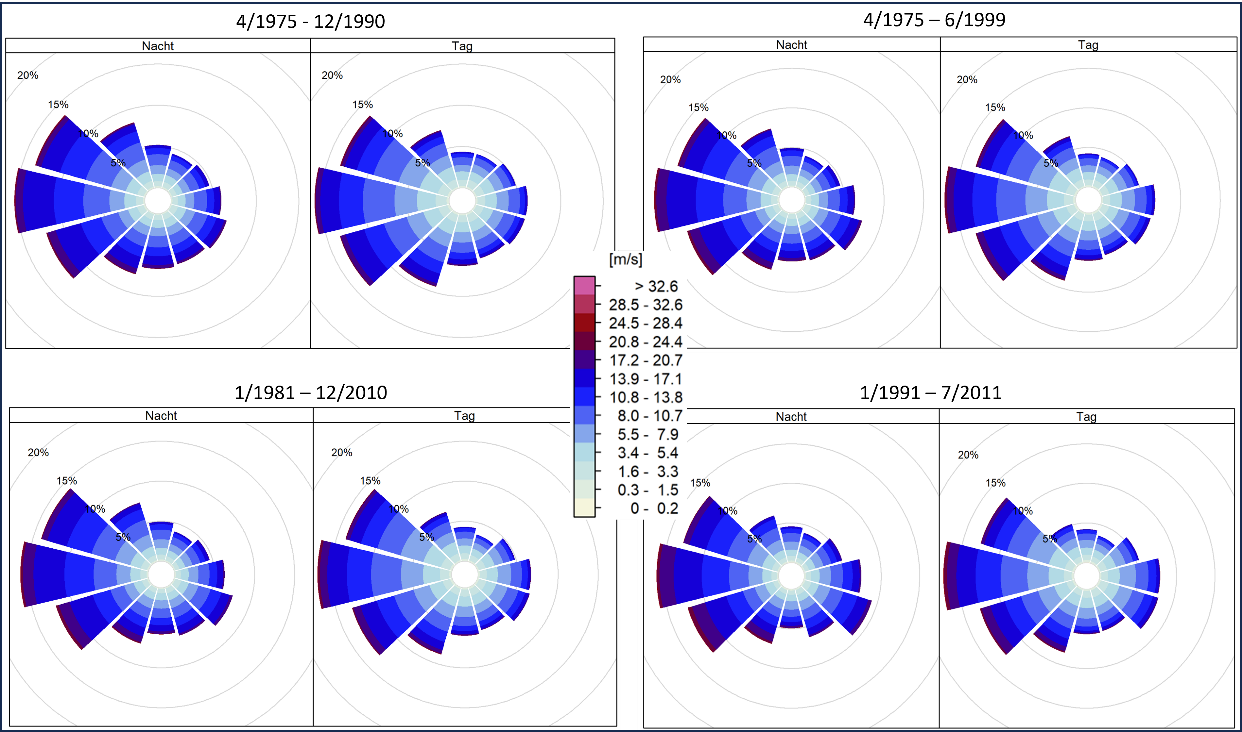 4/1975 - 12/1990
4/1975 – 6/1999
Nacht
Tag
Nacht
Tag
20%
15%
10%
5%
20%
15%
10%
5%
20%
15%
10%
5%
20%
15%
10%
5%
[m/s]
> 32.6
28.5 - 32.6
24.5 - 28.4
20.8 - 24.4
17.2 - 20.7
13.9 - 17.1
10.8 - 13.8
8.0 - 10.7
5.5 - 7.9
3.4 - 5.4
1.6 - 3.3
0.3 - 1.5
0 - 0.2
1/1981 – 12/2010
1/1991 – 7/2011
Nacht
Tag
Nacht
Tag
20%
15%
10%
5%
20%
15%
10%
5%
20%
15%
10%
5%
20%
15%
10%
5%